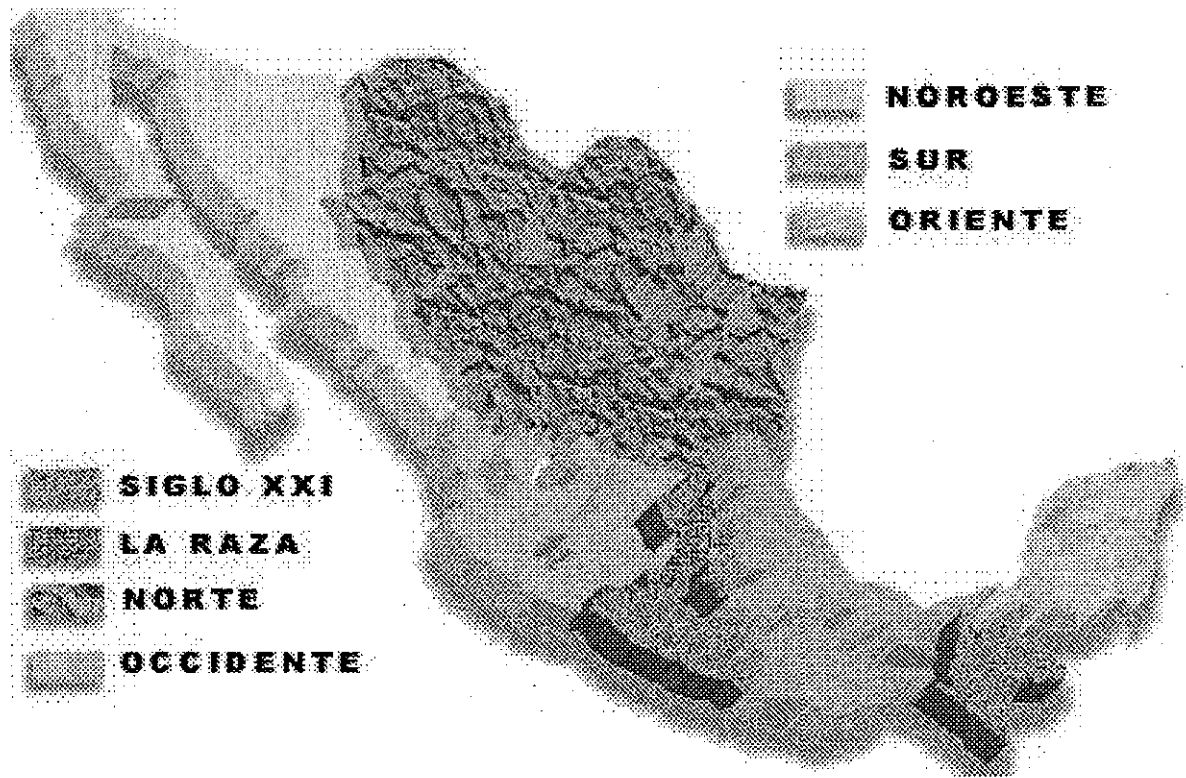 NOROESTE
SUR
ORIENTE
SIGLO XXI
LA RAZA
NORTE
OCCIDENTE